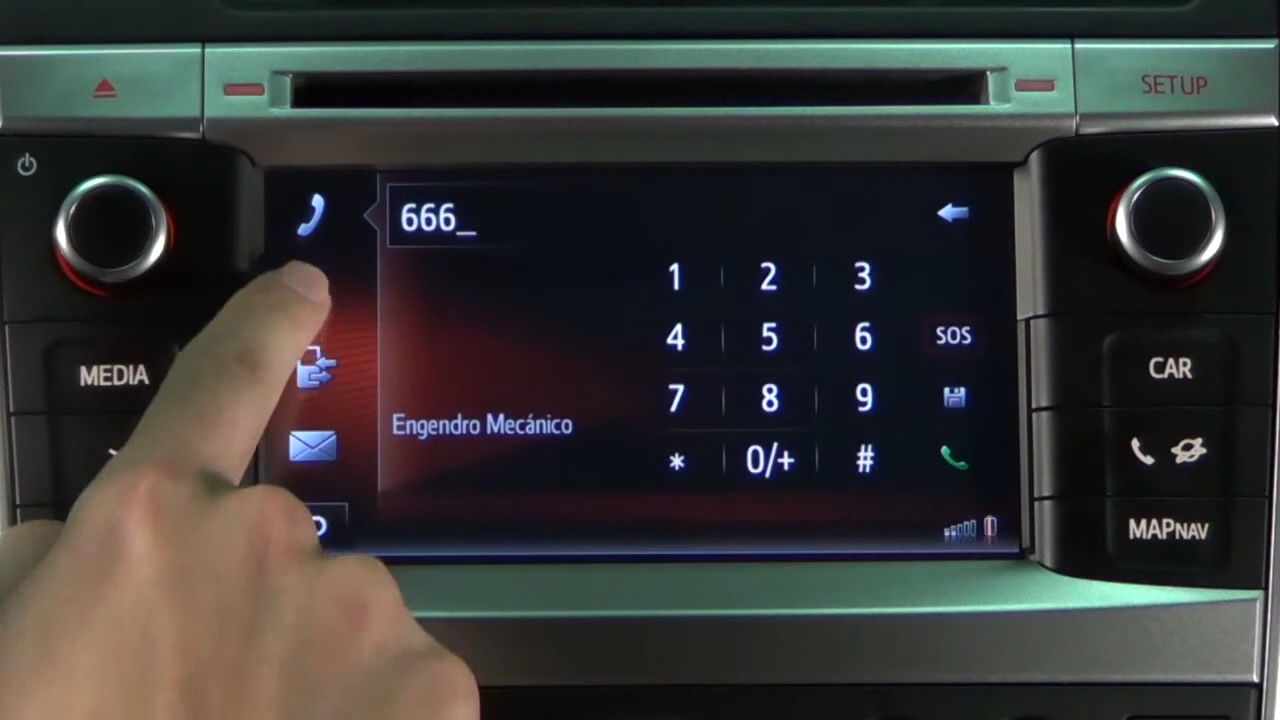 SETUP
666_
1 2 3
4 5 6 SOS
MEDIA
CAR
7 8 9
Engendro Mecánico
* 0/+ #
MAPNAV